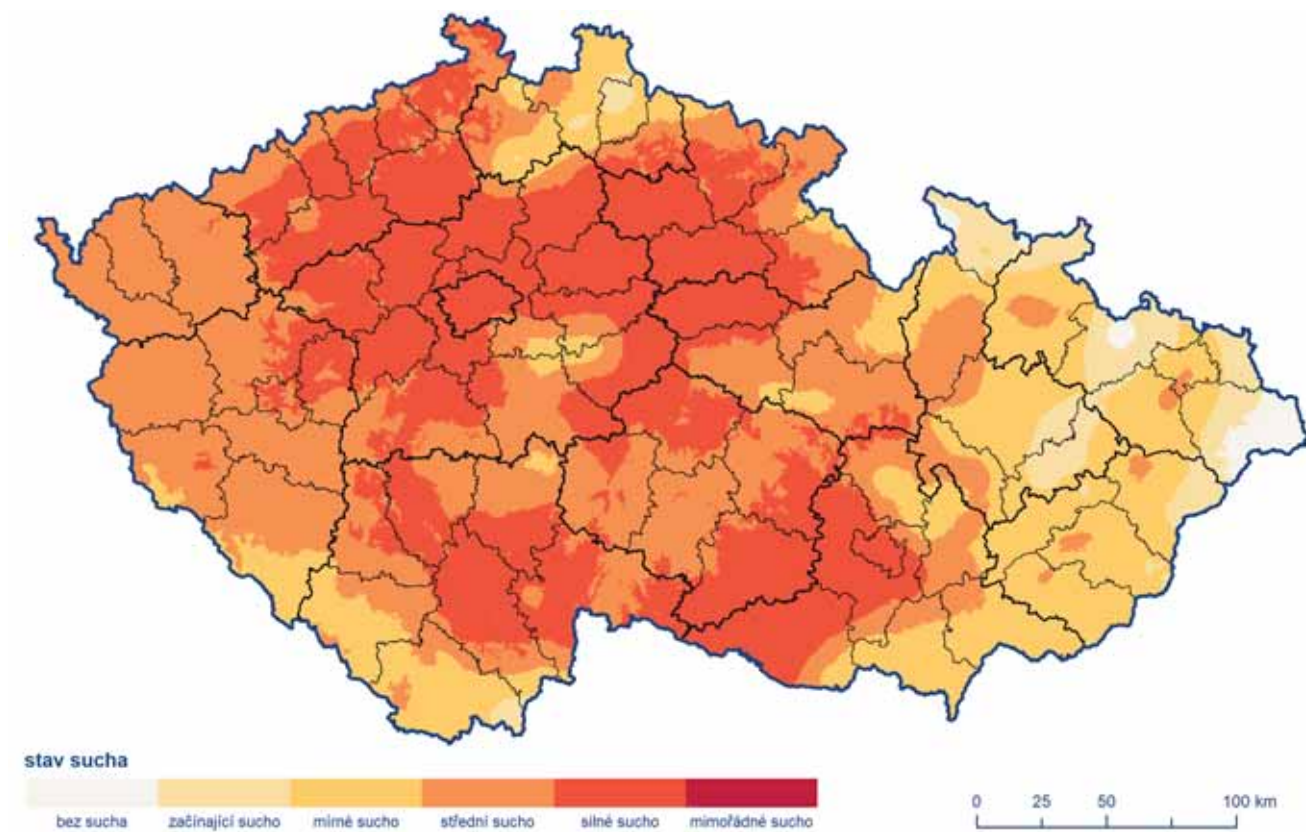 stav sucha
bez sucha začínající sucho mírné sucho střední sucho silné sucho mimořádné sucho
0 25 50 100 km